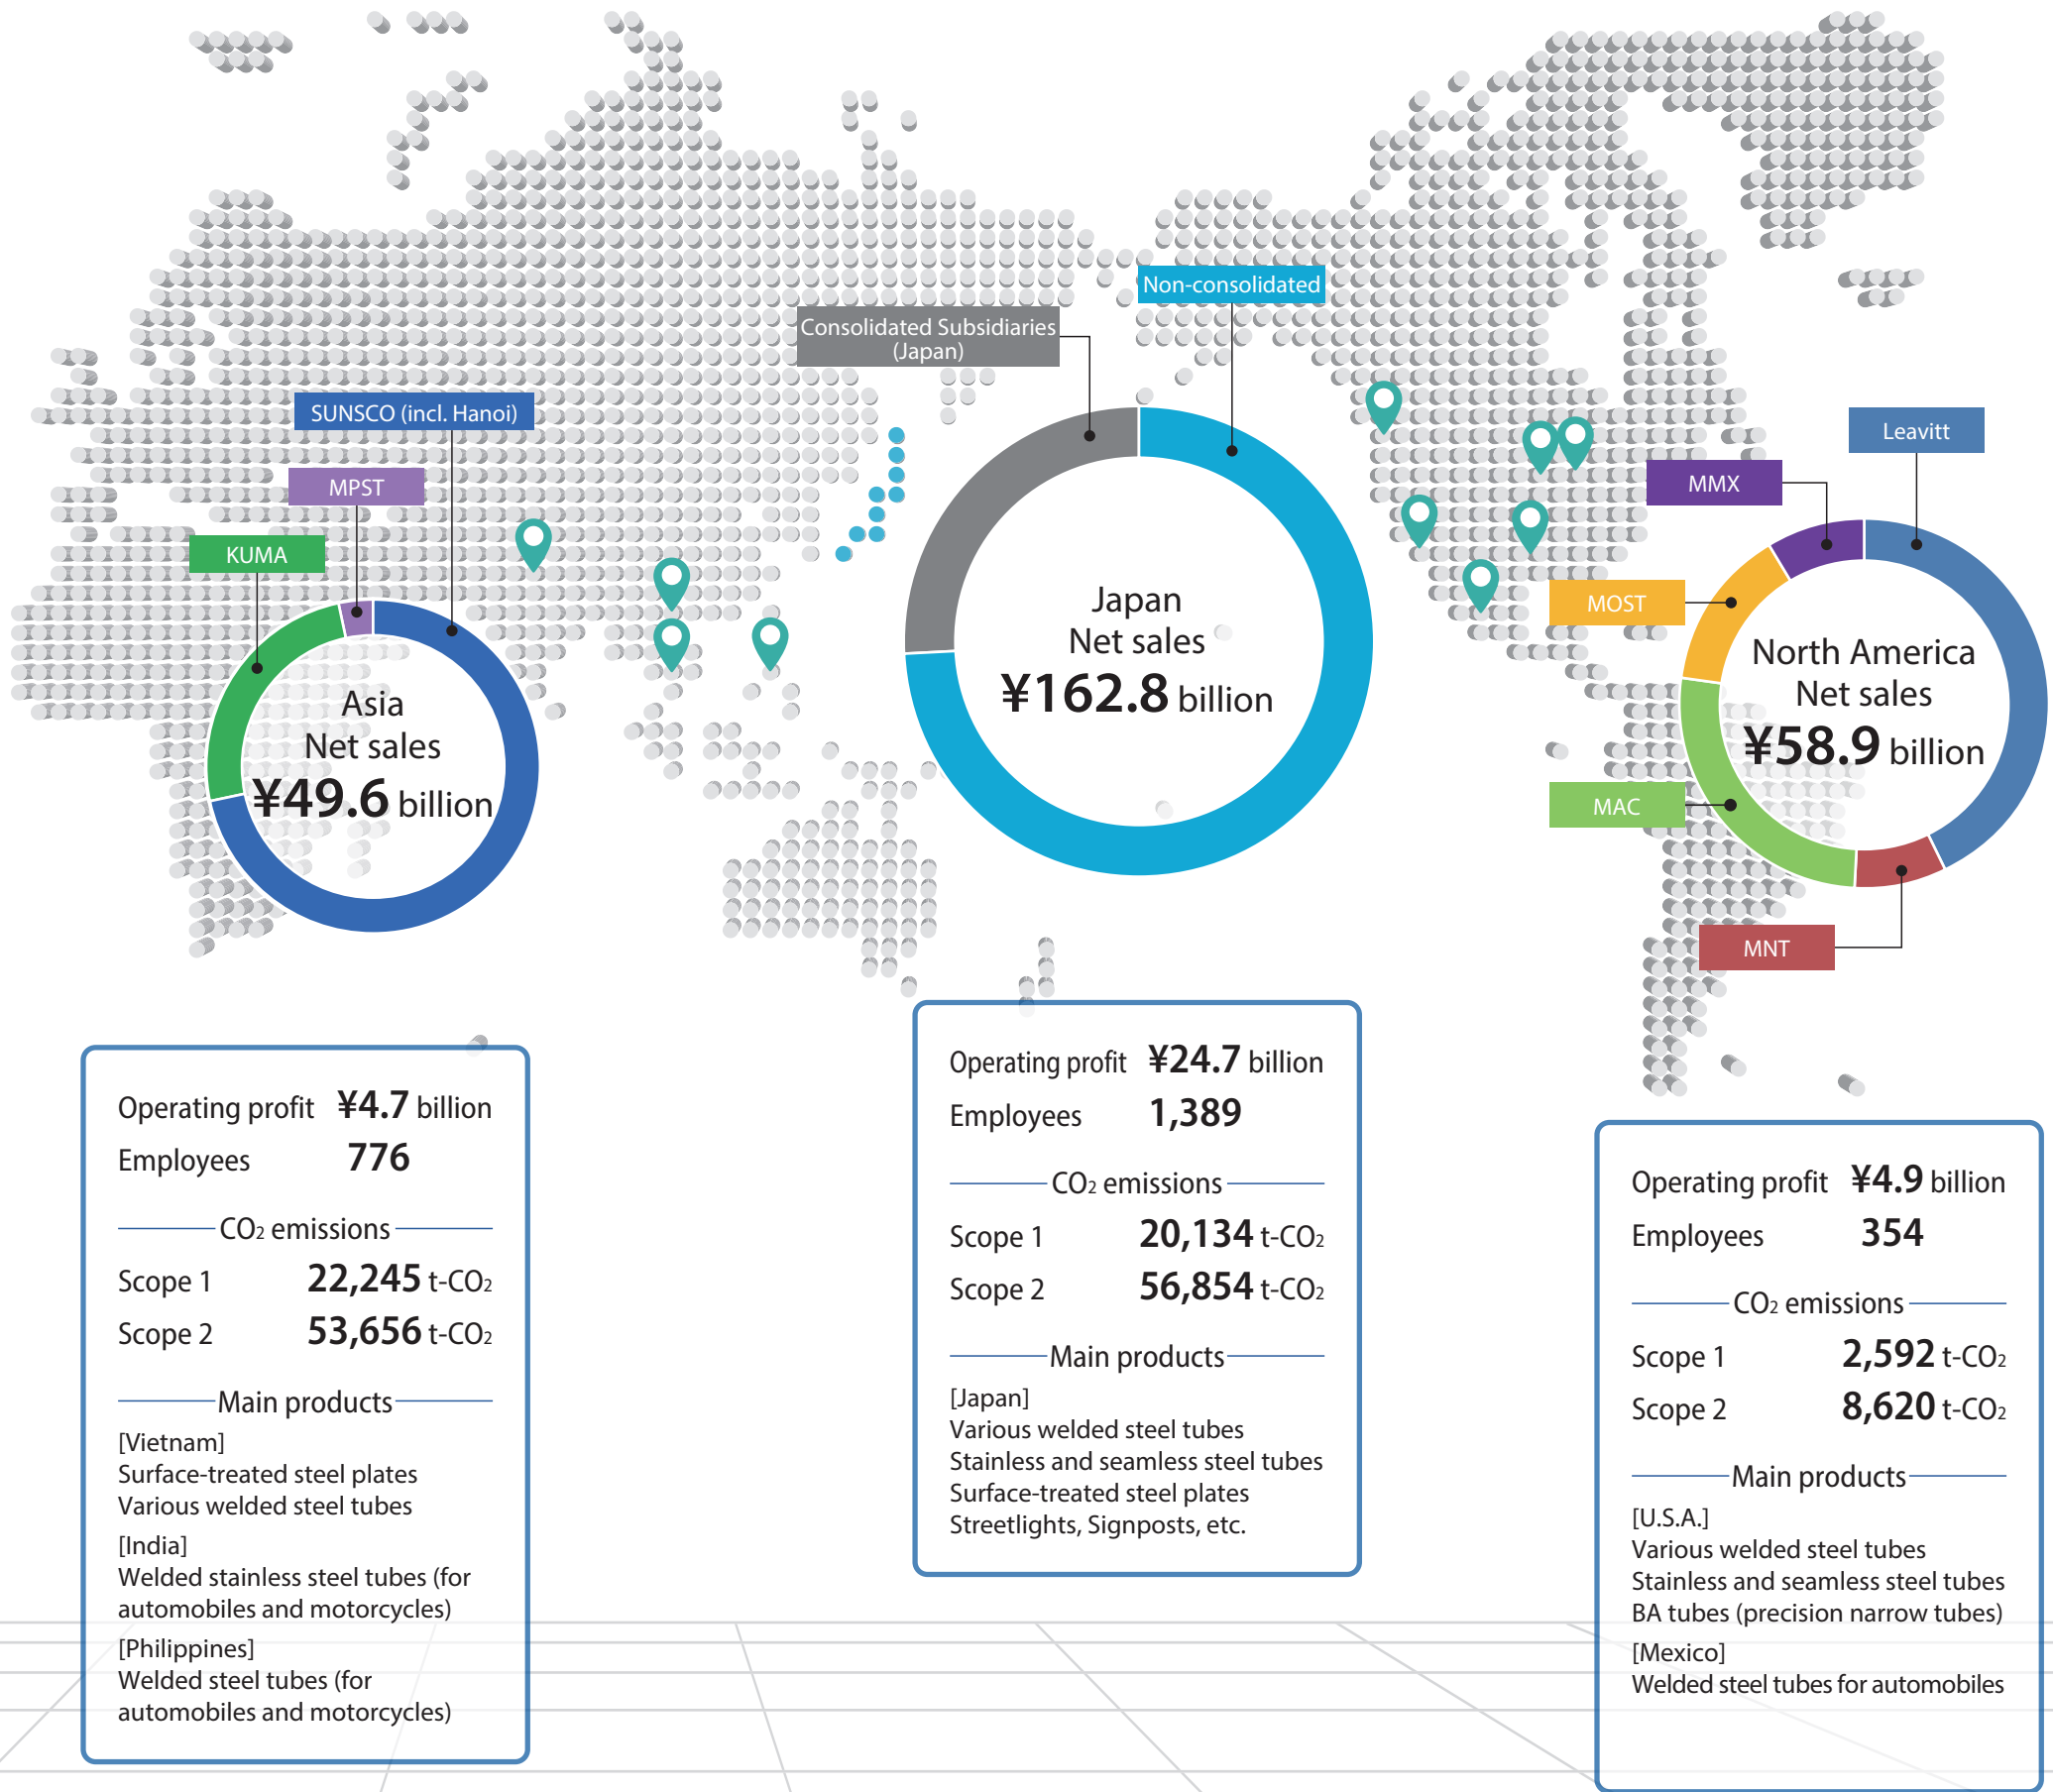 Non-consolidated
Consolidated Subsidiaries
(Japan)
SUNSCO (incl. Hanoi)
MPST
KUMA
Asia
Net sales
¥49.6 billion
Japan
Net sales
¥162.8 billion
Leavitt
MMX
MOST
MAC
MNT
North America
Net sales
¥58.9 billion
Operating profit ¥4.7 billion
Employees 776
CO₂ emissions
Scope 1 22,245 t-CO₂
Scope 2 53,656 t-CO₂
Main products
[Vietnam]
Surface-treated steel plates
Various welded steel tubes
[India]
Welded stainless steel tubes (for
automobiles and motorcycles)
[Philippines]
Welded steel tubes (for
automobiles and motorcycles)
Operating profit ¥24.7 billion
Employees 1,389
CO₂ emissions
Scope 1 20,134 t-CO₂
Scope 2 56,854 t-CO₂
Main products
[Japan]
Various welded steel tubes
Stainless and seamless steel tubes
Surface-treated steel plates
Streetlights, Signposts, etc.
Operating profit ¥4.9 billion
Employees 354
CO₂ emissions
Scope 1 2,592 t-CO₂
Scope 2 8,620 t-CO₂
Main products
[U.S.A.]
Various welded steel tubes
Stainless and seamless steel tubes
BA tubes (precision narrow tubes)
[Mexico]
Welded steel tubes for automobiles